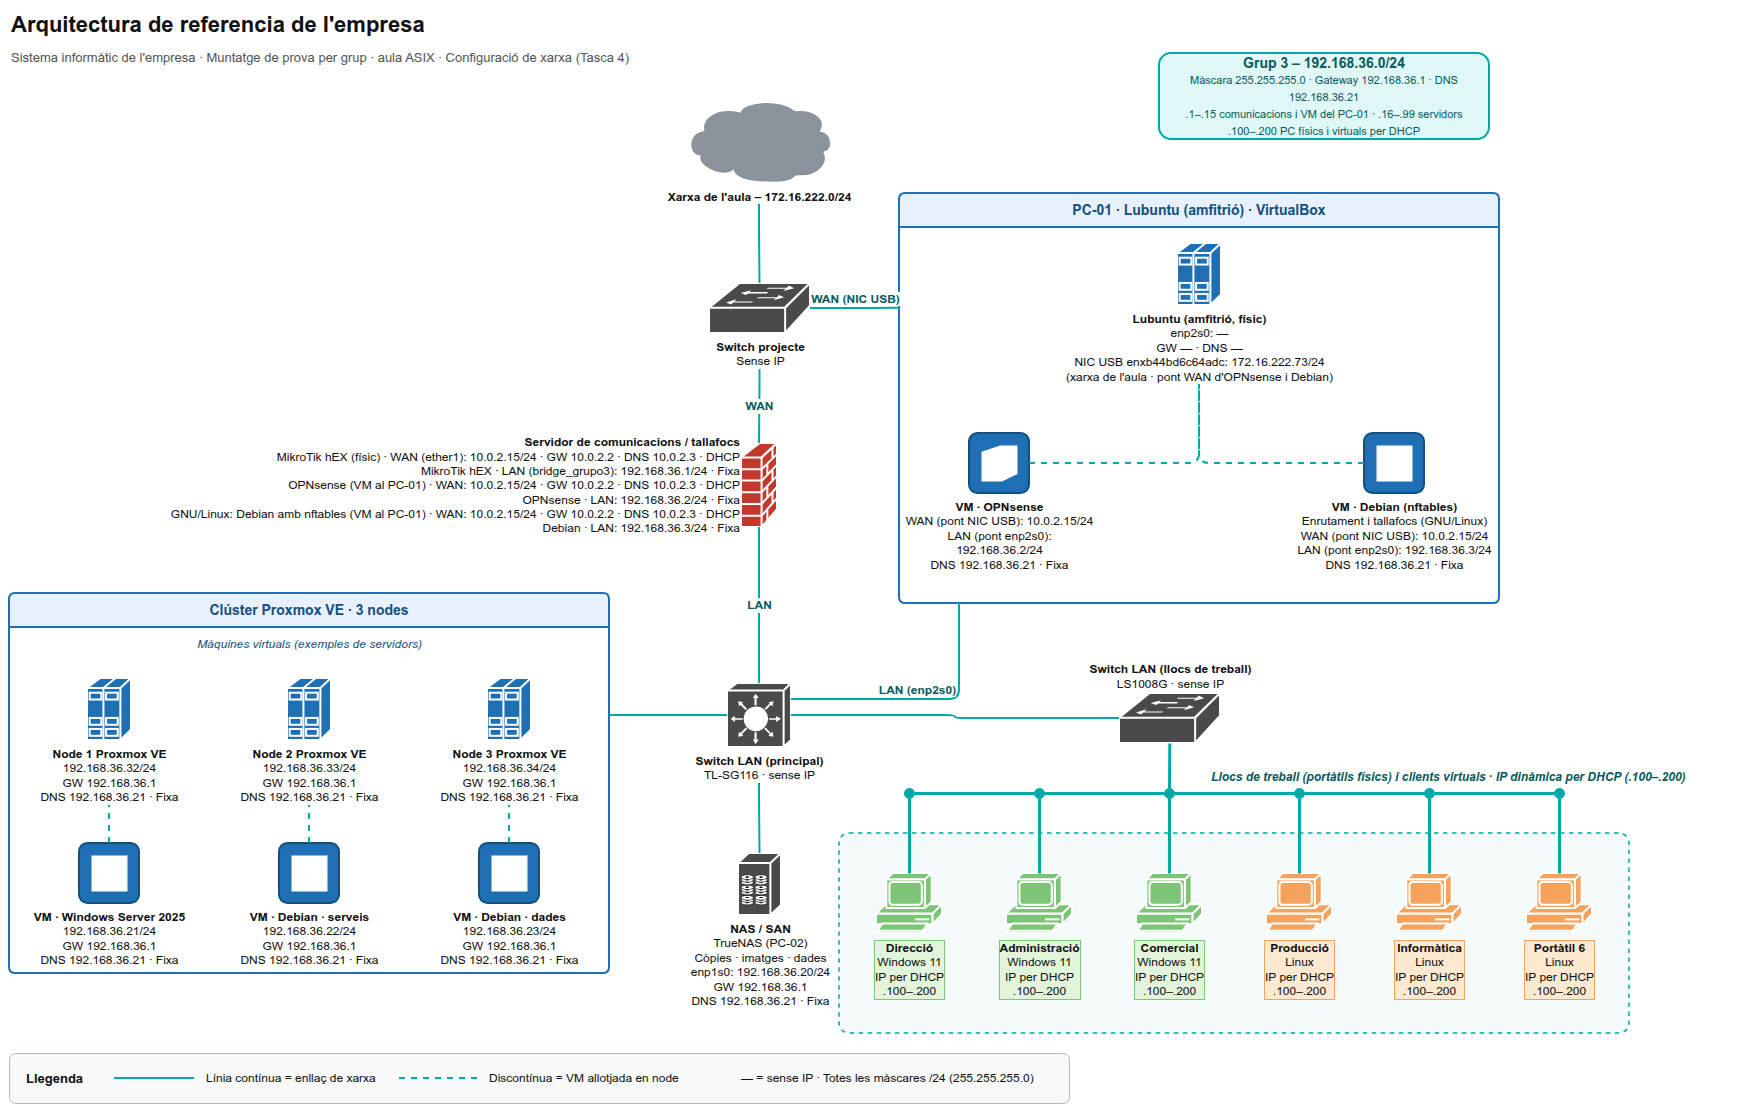 Arquitectura de referencia de l'empresa
Sistema informàtic de l'empresa · Muntatge de prova per grup · aula ASIX · Configuració de xarxa (Tasca 4)
Grup 3 – 192.168.36.0/24
Màscara 255.255.255.0 · Gateway 192.168.36.1 · DNS
192.168.36.21
.1–.15 comunicacions i VM del PC-01 · .16–.99 servidors
.100–.200 PC físics i virtuals per DHCP
Xarxa de l'aula – 172.16.222.0/24
PC-01 · Lubuntu (amfitrió) · VirtualBox
WAN (NIC USB)
Lubuntu (amfitrió, físic)
enp2s0: —
GW — · DNS —
NIC USB enxb44bd6c64adc: 172.16.222.73/24
(xarxa de l'aula · pont WAN d'OPNsense i Debian)
Switch projecte
Sense IP
WAN
Servidor de comunicacions / tallafocs
MikroTik hEX (físic) · WAN (ether1): 10.0.2.15/24 · GW 10.0.2.2 · DNS 10.0.2.3 · DHCP
MikroTik hEX · LAN (bridge_grupo3): 192.168.36.1/24 · Fixa
OPNsense (VM al PC-01) · WAN: 10.0.2.15/24 · GW 10.0.2.2 · DNS 10.0.2.3 · DHCP
OPNsense · LAN: 192.168.36.2/24 · Fixa
GNU/Linux: Debian amb nftables (VM al PC-01) · WAN: 10.0.2.15/24 · GW 10.0.2.2 · DNS 10.0.2.3 · DHCP
Debian · LAN: 192.168.36.3/24 · Fixa
VM · OPNsense
WAN (pont NIC USB): 10.0.2.15/24
LAN (pont enp2s0):
192.168.36.2/24
DNS 192.168.36.21 · Fixa
VM · Debian (nftables)
Enrutament i tallafocs (GNU/Linux)
WAN (pont NIC USB): 10.0.2.15/24
LAN (pont enp2s0): 192.168.36.3/24
DNS 192.168.36.21 · Fixa
LAN
Clúster Proxmox VE · 3 nodes
Màquines virtuals (exemples de servidors)
Node 1 Proxmox VE
192.168.36.32/24
GW 192.168.36.1
DNS 192.168.36.21 · Fixa
Node 2 Proxmox VE
192.168.36.33/24
GW 192.168.36.1
DNS 192.168.36.21 · Fixa
Node 3 Proxmox VE
192.168.36.34/24
GW 192.168.36.1
DNS 192.168.36.21 · Fixa
VM · Windows Server 2025
192.168.36.21/24
GW 192.168.36.1
DNS 192.168.36.21 · Fixa
VM · Debian · serveis
192.168.36.22/24
GW 192.168.36.1
DNS 192.168.36.21 · Fixa
VM · Debian · dades
192.168.36.23/24
GW 192.168.36.1
DNS 192.168.36.21 · Fixa
LAN (enp2s0)
Switch LAN (principal)
TL-SG116 · sense IP
Switch LAN (llocs de treball)
LS1008G · sense IP
Llocs de treball (portàtils físics) i clients virtuals · IP dinàmica per DHCP (.100–.200)
NAS / SAN
TrueNAS (PC-02)
Còpies · imatges · dades
enp1s0: 192.168.36.20/24
GW 192.168.36.1
DNS 192.168.36.21 · Fixa
Direcció
Windows 11
IP per DHCP
.100–.200
Administració
Windows 11
IP per DHCP
.100–.200
Comercial
Windows 11
IP per DHCP
.100–.200
Producció
Linux
IP per DHCP
.100–.200
Informàtica
Linux
IP per DHCP
.100–.200
Portàtil 6
Linux
IP per DHCP
.100–.200
Llegenda
Línia contínua = enllaç de xarxa
Discontínua = VM allotjada en node
— = sense IP · Totes les màscares /24 (255.255.255.0)